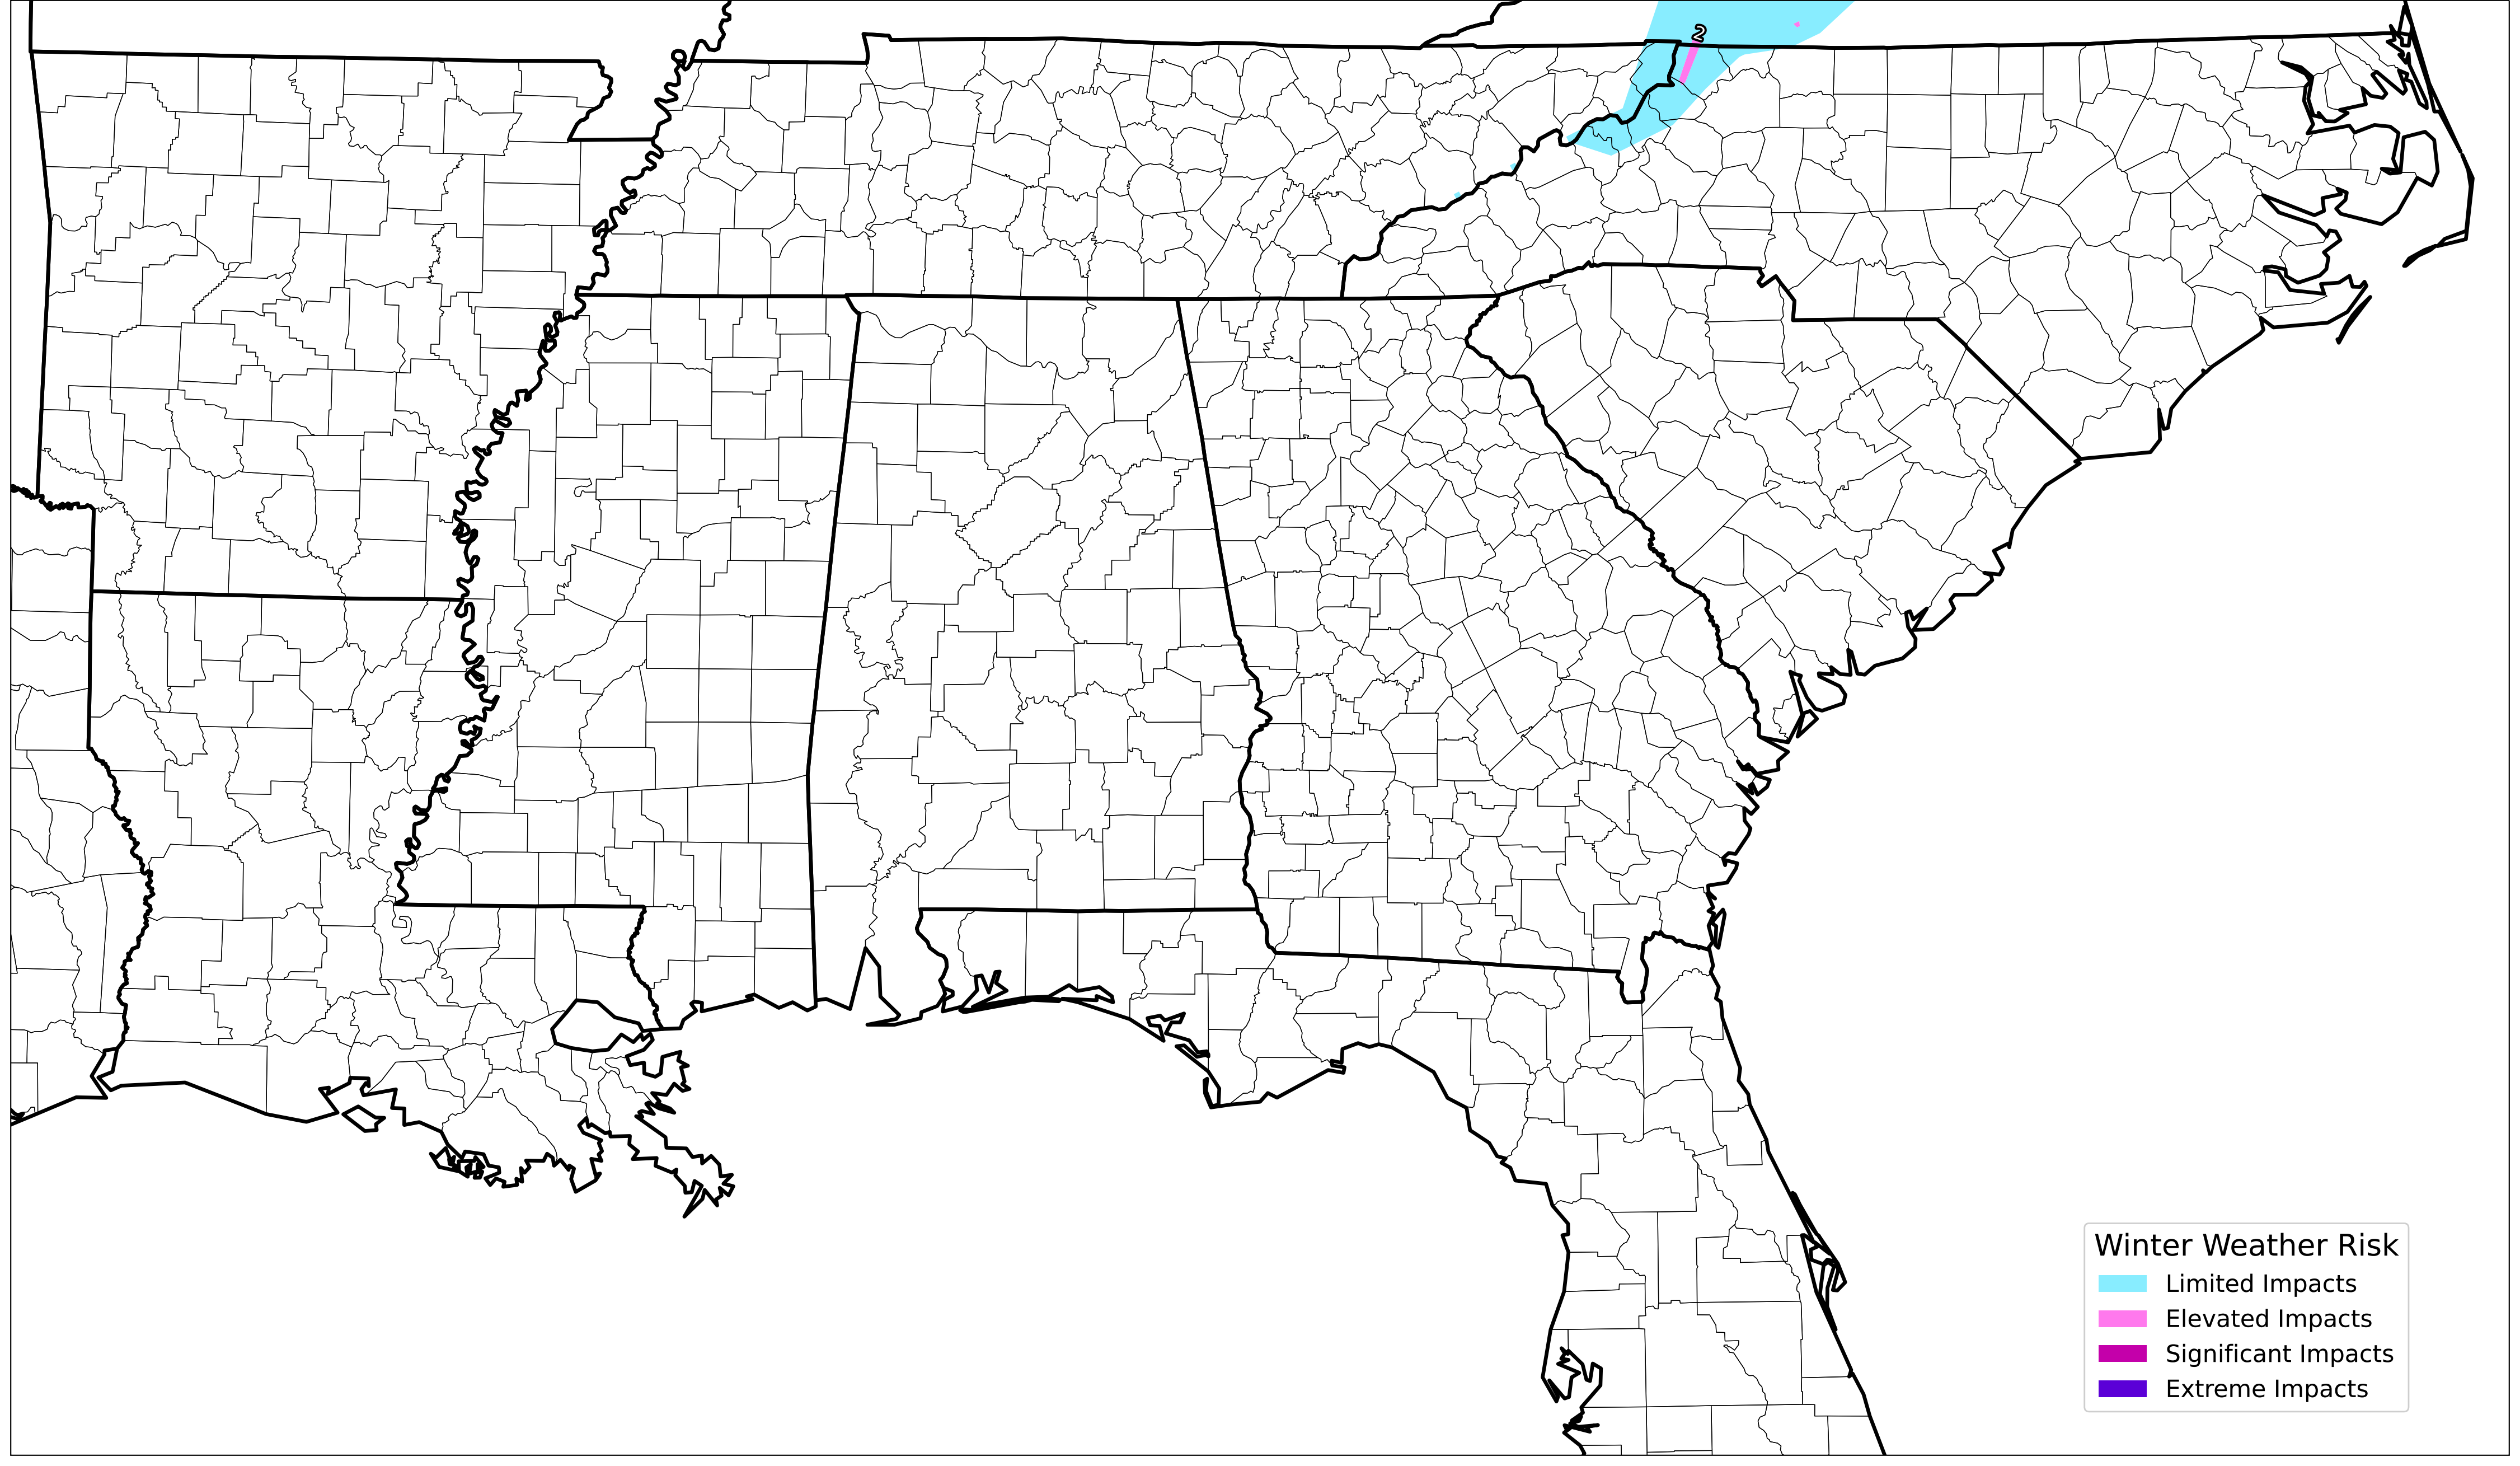 2
Winter Weather Risk
Limited Impacts
Elevated Impacts
Significant Impacts
Extreme Impacts